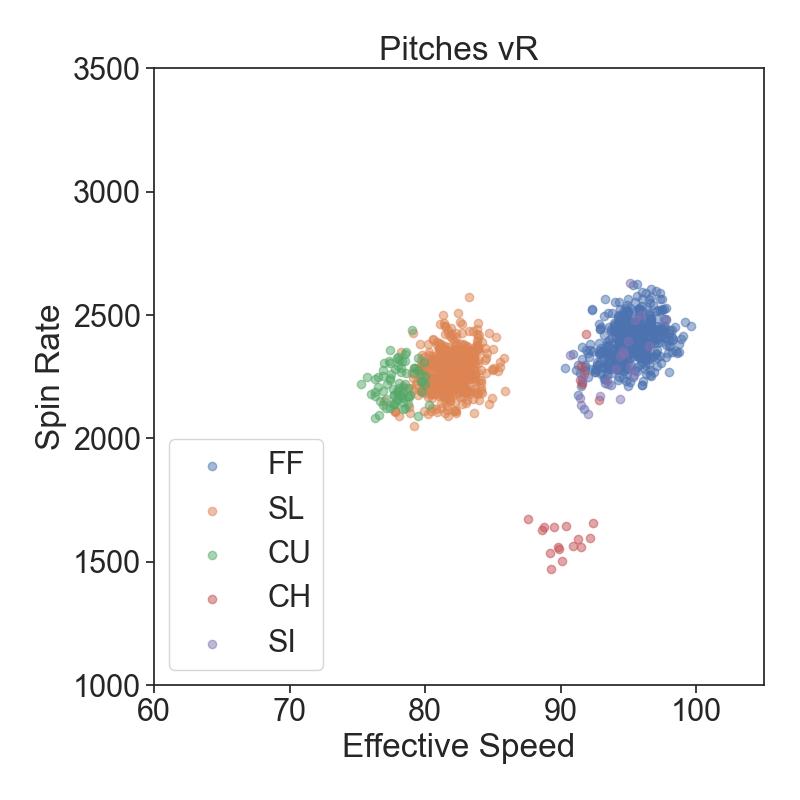 Pitches vR
3500
3000
2500
2000
1500
1000
Spin Rate
FF
SL
CU
CH
SI
60 70 80 90 100
Effective Speed